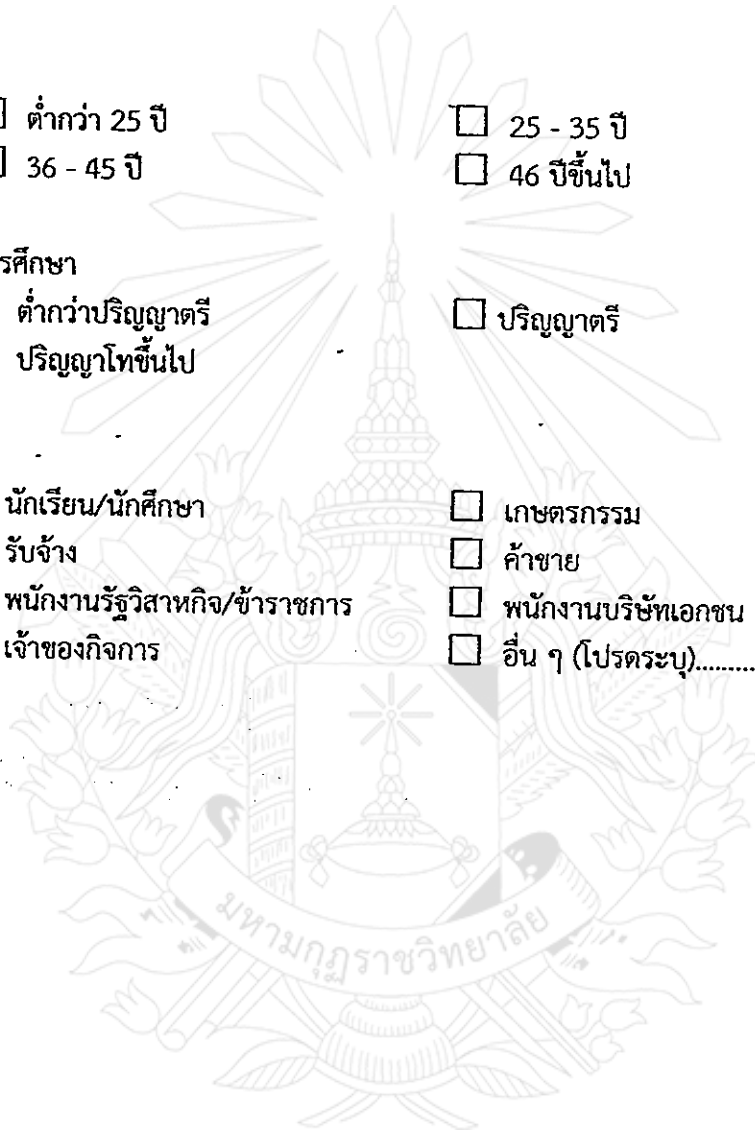 ต่ำกว่า 25 ปี ☐ 25 - 35 ปี
36 - 45 ปี ☐ 46 ปีขึ้นไป
รศึกษา
ต่ำกว่าปริญญาตรี ☐ ปริญญาตรี
ปริญญาโทขึ้นไป
นักเรียน/นักศึกษา ☐ เกษตรกรรม
รับจ้าง ☐ ค้าขาย
พนักงานรัฐวิสาหกิจ/ข้าราชการ ☐ พนักงานบริษัทเอกชน
เจ้าของกิจการ ☐ อื่น ๆ (โปรดระบุ).........
มหามกุฏราชวิทยาลัย